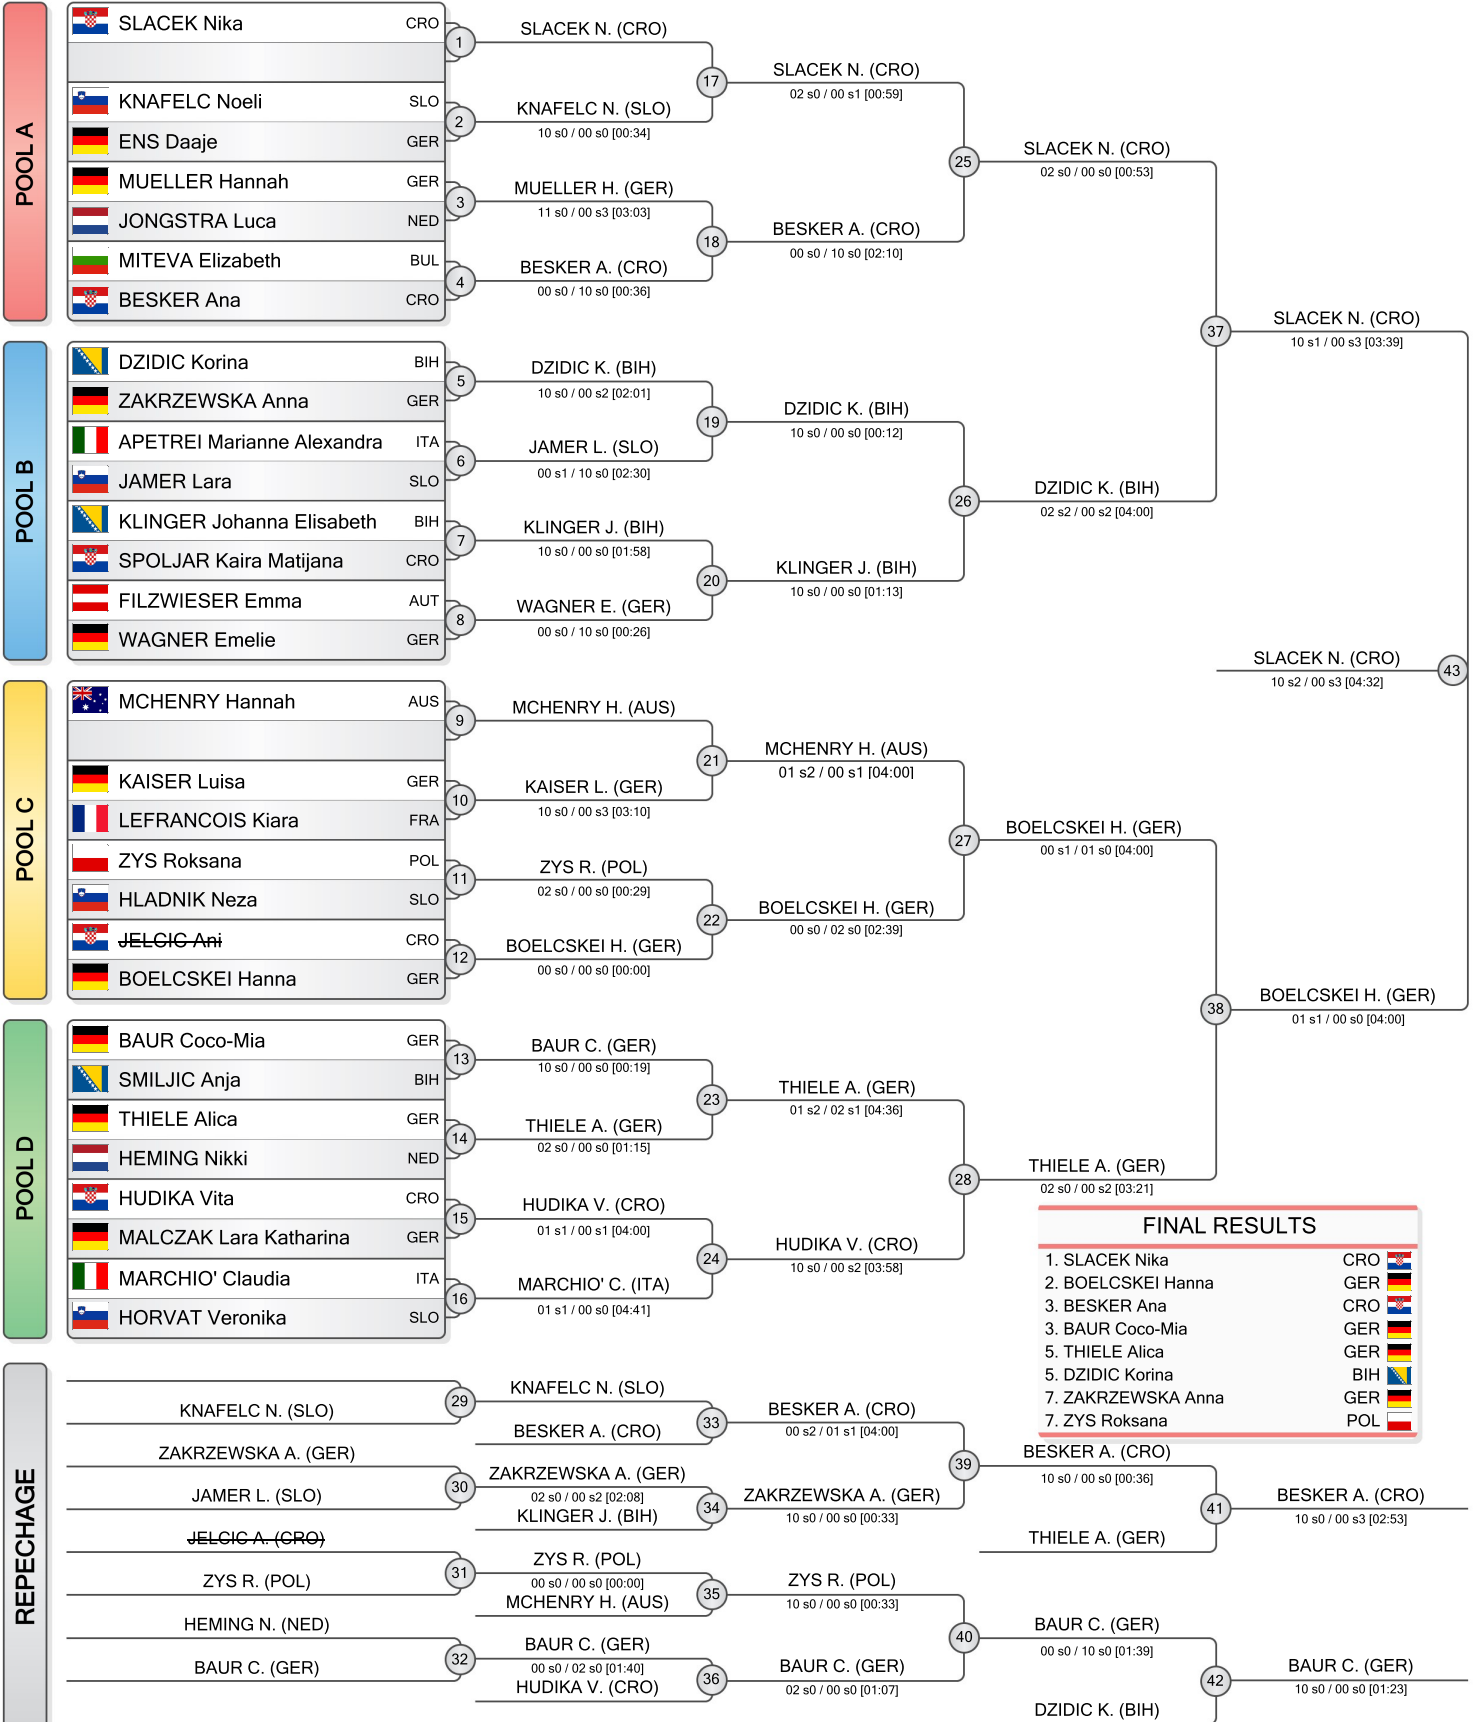 POOL A
SLACEK Nika CRO
KNAFELC Noeli SLO
ENS Daaje GER
MUELLER Hannah GER
JONGSTRA Luca NED
MITEVA Elizabeth BUL
BESKER Ana CRO
POOL B
DZIDIC Korina BIH
ZAKRZEWSKA Anna GER
APETREI Marianne Alexandra ITA
JAMER Lara SLO
KLINGER Johanna Elisabeth BIH
SPOLJAR Kaira Matijana CRO
FILZWIESER Emma AUT
WAGNER Emelie GER
POOL C
MCHENRY Hannah AUS
KAISER Luisa GER
LEFRANCOIS Kiara FRA
ZYS Roksana POL
HLADNIK Neza SLO
JELCIC Ani CRO
BOELCSKEI Hanna GER
POOL D
BAUR Coco-Mia GER
SMILJIC Anja BIH
THIELE Alica GER
HEMING Nikki NED
HUDIKA Vita CRO
MALCZAK Lara Katharina GER
MARCHIO' Claudia ITA
HORVAT Veronika SLO
1
SLACEK N. (CRO)
2
KNAFELC N. (SLO)
10 s0 / 00 s0 [00:34]
3
MUELLER H. (GER)
11 s0 / 00 s3 [03:03]
4
BESKER A. (CRO)
00 s0 / 10 s0 [00:36]
5
DZIDIC K. (BIH)
10 s0 / 00 s2 [02:01]
6
JAMER L. (SLO)
00 s1 / 10 s0 [02:30]
7
KLINGER J. (BIH)
10 s0 / 00 s0 [01:58]
8
WAGNER E. (GER)
00 s0 / 10 s0 [00:26]
9
MCHENRY H. (AUS)
10
KAISER L. (GER)
10 s0 / 00 s3 [03:10]
11
ZYS R. (POL)
02 s0 / 00 s0 [00:29]
12
BOELCSKEI H. (GER)
00 s0 / 00 s0 [00:00]
13
BAUR C. (GER)
10 s0 / 00 s0 [00:19]
14
THIELE A. (GER)
02 s0 / 00 s0 [01:15]
15
HUDIKA V. (CRO)
01 s1 / 00 s1 [04:00]
16
MARCHIO' C. (ITA)
01 s1 / 00 s0 [04:41]
17
SLACEK N. (CRO)
02 s0 / 00 s1 [00:59]
18
BESKER A. (CRO)
00 s0 / 10 s0 [02:10]
19
DZIDIC K. (BIH)
10 s0 / 00 s0 [00:12]
20
KLINGER J. (BIH)
10 s0 / 00 s0 [01:13]
21
MCHENRY H. (AUS)
01 s2 / 00 s1 [04:00]
22
BOELCSKEI H. (GER)
00 s0 / 02 s0 [02:39]
23
THIELE A. (GER)
01 s2 / 02 s1 [04:36]
24
HUDIKA V. (CRO)
10 s0 / 00 s2 [03:58]
25
SLACEK N. (CRO)
02 s0 / 00 s0 [00:53]
26
DZIDIC K. (BIH)
02 s2 / 00 s2 [04:00]
27
BOELCSKEI H. (GER)
00 s1 / 01 s0 [04:00]
28
THIELE A. (GER)
02 s0 / 00 s2 [03:21]
37
SLACEK N. (CRO)
10 s1 / 00 s3 [03:39]
38
BOELCSKEI H. (GER)
01 s1 / 00 s0 [04:00]
SLACEK N. (CRO)
10 s2 / 00 s3 [04:32]
43
FINAL RESULTS
1. SLACEK Nika CRO
2. BOELCSKEI Hanna GER
3. BESKER Ana CRO
3. BAUR Coco-Mia GER
5. THIELE Alica GER
5. DZIDIC Korina BIH
7. ZAKRZEWSKA Anna GER
7. ZYS Roksana POL
REPECHAGE
KNAFELC N. (SLO)
ZAKRZEWSKA A. (GER)
JAMER L. (SLO)
JELCIC A. (CRO)
ZYS R. (POL)
HEMING N. (NED)
BAUR C. (GER)
29
KNAFELC N. (SLO)
BESKER A. (CRO)
30
ZAKRZEWSKA A. (GER)
02 s0 / 00 s2 [02:08]
KLINGER J. (BIH)
31
ZYS R. (POL)
00 s0 / 00 s0 [00:00]
MCHENRY H. (AUS)
32
BAUR C. (GER)
00 s0 / 02 s0 [01:40]
HUDIKA V. (CRO)
33
BESKER A. (CRO)
00 s2 / 01 s1 [04:00]
34
ZAKRZEWSKA A. (GER)
10 s0 / 00 s0 [00:33]
35
ZYS R. (POL)
10 s0 / 00 s0 [00:33]
36
BAUR C. (GER)
02 s0 / 00 s0 [01:07]
39
BESKER A. (CRO)
10 s0 / 00 s0 [00:36]
THIELE A. (GER)
40
BAUR C. (GER)
00 s0 / 10 s0 [01:39]
DZIDIC K. (BIH)
41
BESKER A. (CRO)
10 s0 / 00 s3 [02:53]
42
BAUR C. (GER)
10 s0 / 00 s0 [01:23]